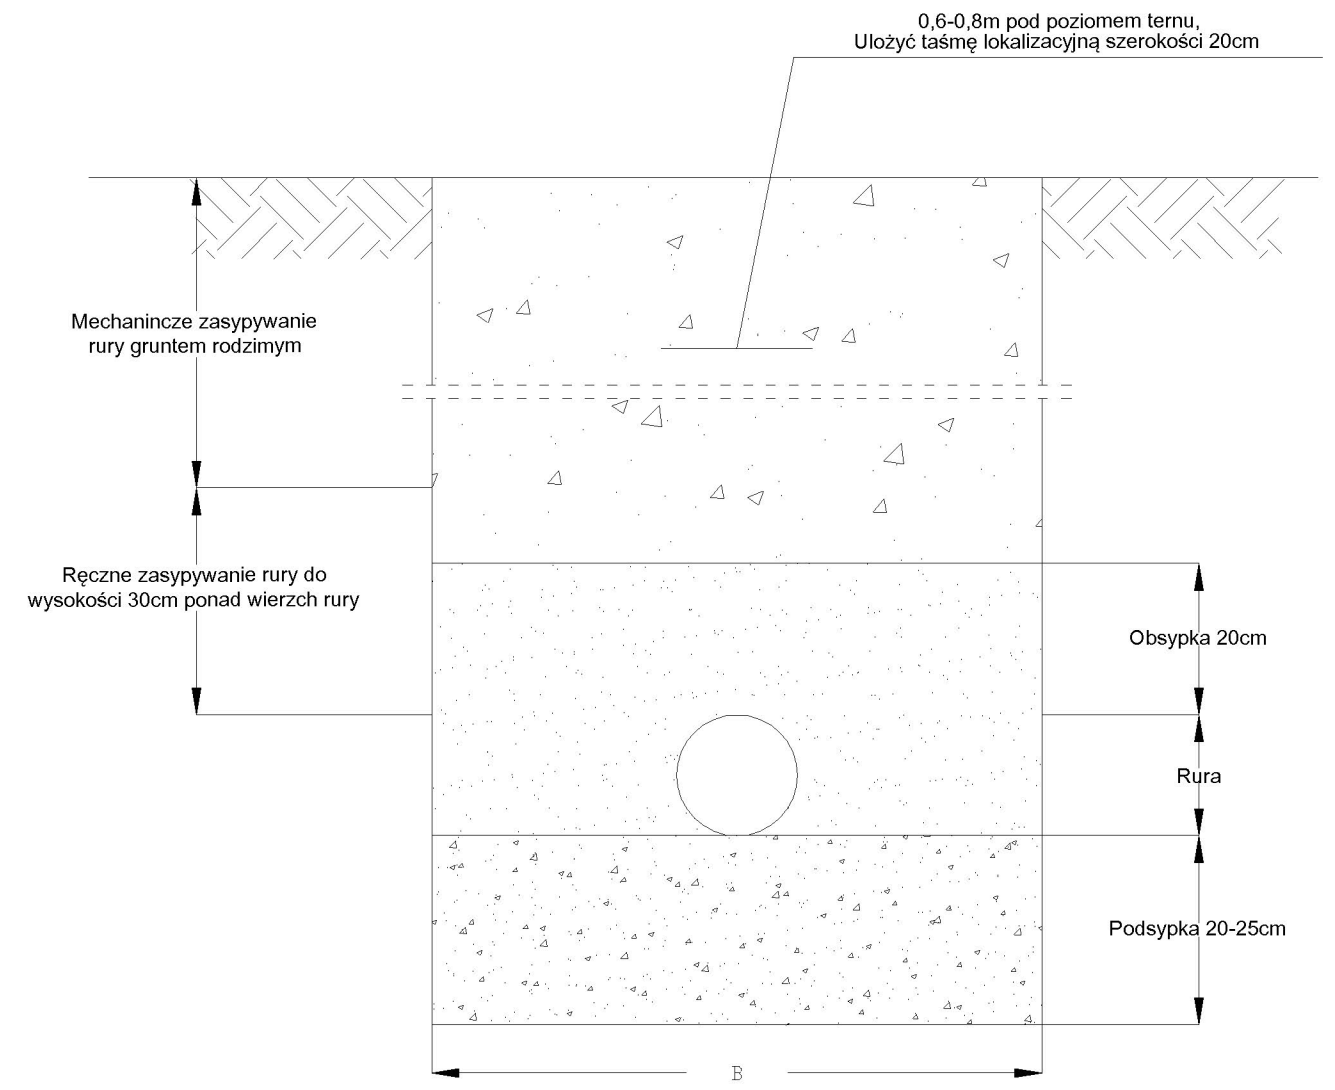 0,6-0,8m pod poziomem ternu,
Ulożyć taśmę lokalizacyjną szerokości 20cm
Mechanincze zasypywanie
rury gruntem rodzimym
Ręczne zasypywanie rury do
wysokości 30cm ponad wierzch rury
Obsypka 20cm
Rura
Podsypka 20-25cm
B